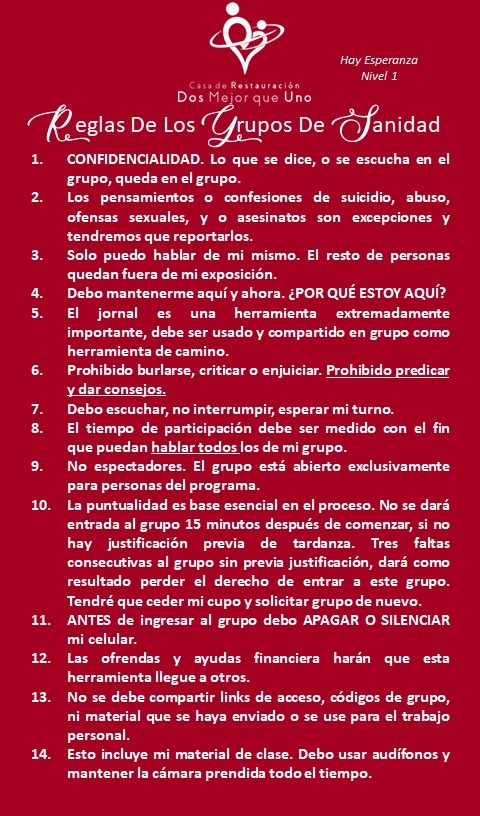 Hay Esperanza
Nivel 1
Casa de Restauración
Dos Mejor que Uno
Reglas De Los Grupos De Sanidad
1. CONFIDENCIALIDAD. Lo que se dice, o se escucha en el
grupo, queda en el grupo.
2. Los pensamientos o confesiones de suicidio, abuso,
ofensas sexuales, y o asesinatos son excepciones y
tendremos que reportarlos.
3. Solo puedo hablar de mi mismo. El resto de personas
quedan fuera de mi exposición.
4. Debo mantenerme aquí y ahora. ¿POR QUÉ ESTOY AQUÍ?
5. El jornal es una herramienta extremadamente
importante, debe ser usado y compartido en grupo como
herramienta de camino.
6. Prohibido burlarse, criticar o enjuiciar. Prohibido predicar
y dar consejos.
7. Debo escuchar, no interrumpir, esperar mi turno.
8. El tiempo de participación debe ser medido con el fin
que puedan hablar todos los de mi grupo.
9. No espectadores. El grupo está abierto exclusivamente
para personas del programa.
10. La puntualidad es base esencial en el proceso. No se dará
entrada al grupo 15 minutos después de comenzar, si no
hay justificación previa de tardanza. Tres faltas
consecutivas al grupo sin previa justificación, dará como
resultado perder el derecho de entrar a este grupo.
Tendré que ceder mi cupo y solicitar grupo de nuevo.
11. ANTES de ingresar al grupo debo APAGAR O SILENCIAR
mi celular.
12. Las ofrendas y ayudas financiera harán que esta
herramienta llegue a otros.
13. No se debe compartir links de acceso, códigos de grupo,
ni material que se haya enviado o se use para el trabajo
personal.
14. Esto incluye mi material de clase. Debo usar audífonos y
mantener la cámara prendida todo el tiempo.